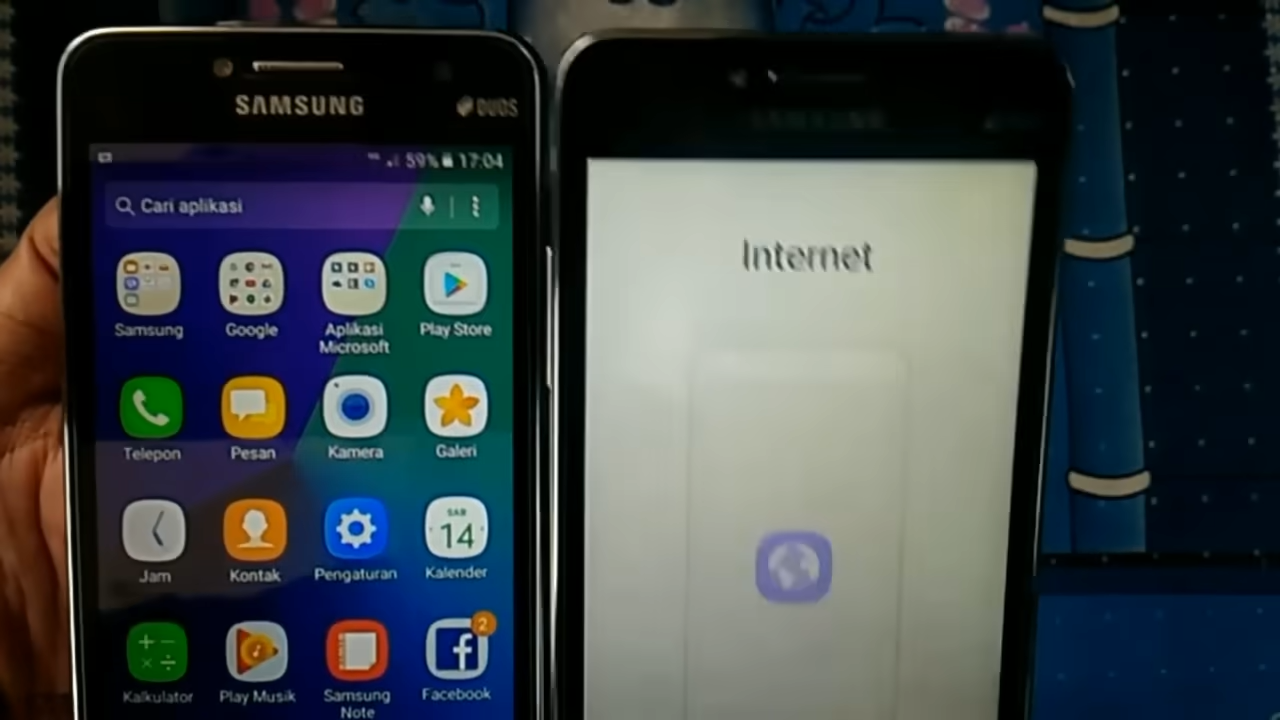 SAMSUNG
DUOS
59% 17:04
Cari aplikasi
Samsung
Google
Aplikasi
Microsoft
Play Store
Telepon
Pesan
Kamera
Galeri
SAB
14
Jam
Kontak
Pengaturan
Kalender
2
Kalkulator
Play Musik
Samsung
Note
Facebook
SAMSUNG
Internet